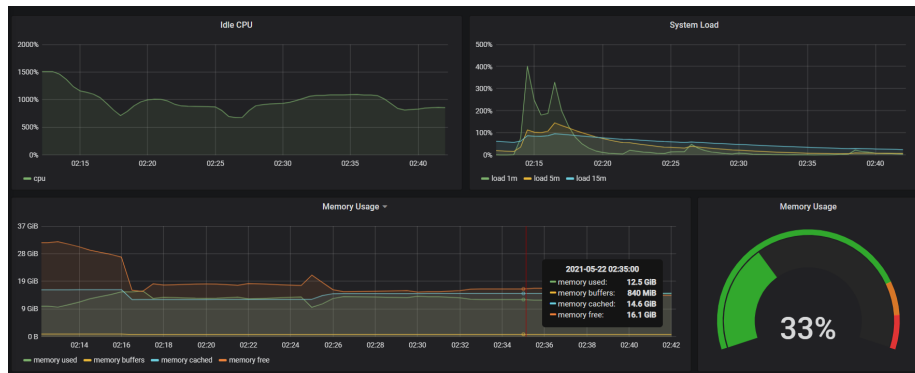 Idle CPU
2000%
1500%
1000%
500%
0%
02:15 02:20 02:25 02:30 02:35 02:40
cpu
System Load
500%
400%
300%
200%
100%
0%
02:15 02:20 02:25 02:30 02:35 02:40
load 1m load 5m load 15m
Memory Usage
37 GiB
28 GiB
19 GiB
9 GiB
0 B
02:14 02:16 02:18 02:20 02:22 02:24 02:26 02:28 02:30 02:32 02:34 02:36 02:38 02:40 02:42
2021-05-22 02:35:00
memory used: 12.5 GiB
memory buffers: 840 MiB
memory cached: 14.6 GiB
memory free: 16.1 GiB
memory used memory buffers memory cached memory free
Memory Usage
33%